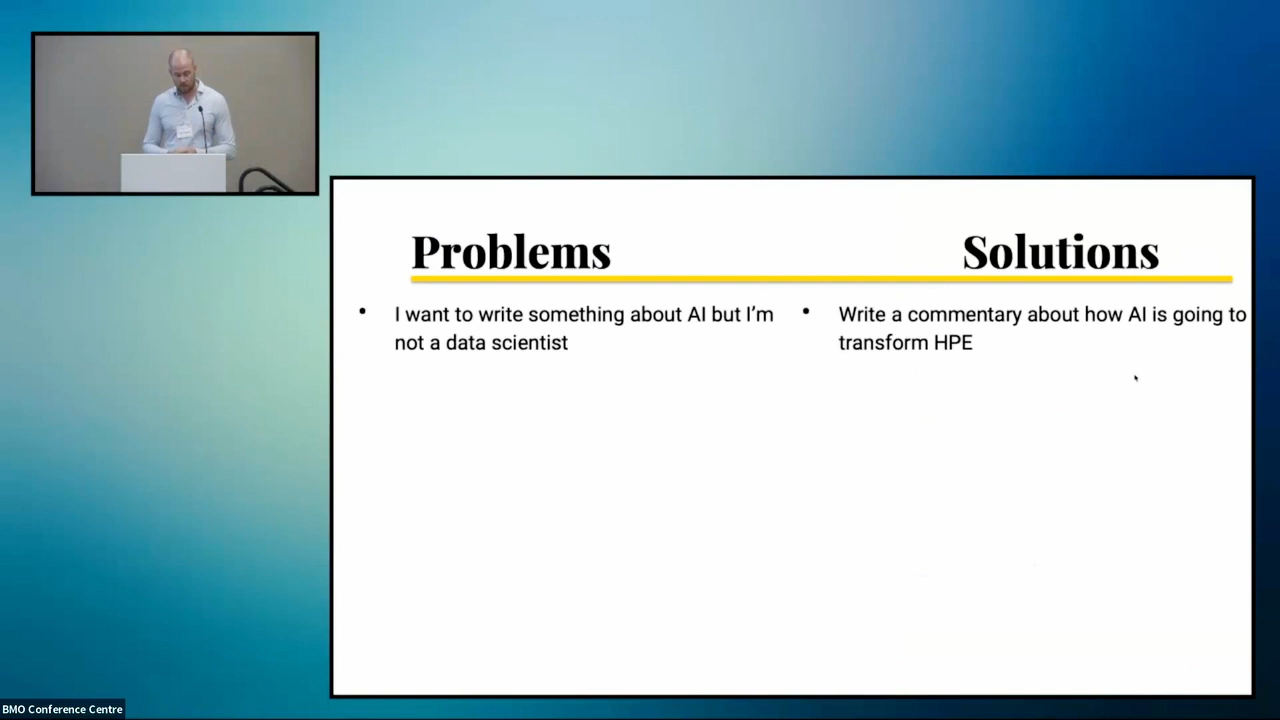 Problems
Solutions
• I want to write something about AI but I’m
not a data scientist
• Write a commentary about how AI is going to
transform HPE
BMO Conference Centre